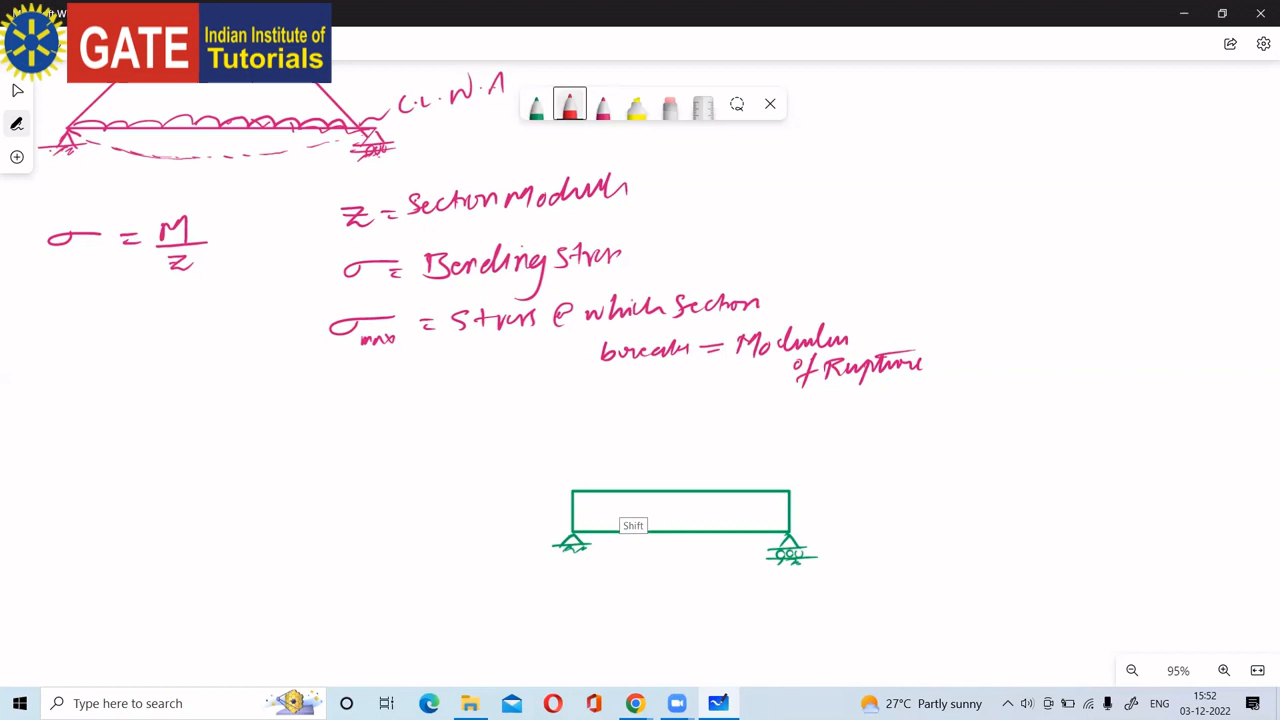 GATE
Indian Institute of
Tutorials
C.L.W.A
σ = M/Z
Z = Section Moduls
σ = Bending Stress
σmax = Stress @ which Section
breaks = Modulus
of Rupture
Shift
95%
Type here to search
27°C Partly sunny
ENG
15:52
03-12-2022